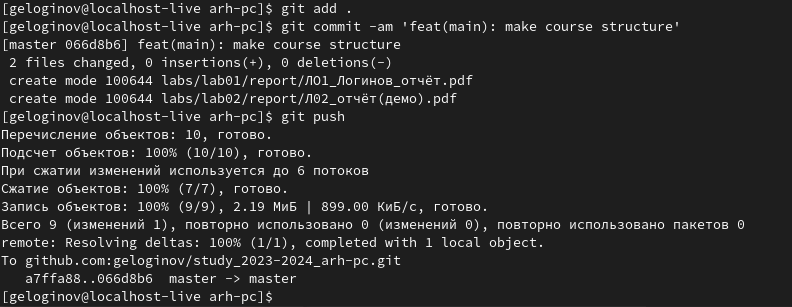 [geloginov@localhost-live arh-pc]$ git add .
[geloginov@localhost-live arh-pc]$ git commit -am 'feat(main): make course structure'
[master 066d8b6] feat(main): make course structure
 2 files changed, 0 insertions(+), 0 deletions(-)
 create mode 100644 labs/lab01/report/ЛО1_Логинов_отчёт.pdf
 create mode 100644 labs/lab02/report/Л02_отчёт(демо).pdf
[geloginov@localhost-live arh-pc]$ git push
Перечисление объектов: 10, готово.
Подсчет объектов: 100% (10/10), готово.
При сжатии изменений используется до 6 потоков
Сжатие объектов: 100% (7/7), готово.
Запись объектов: 100% (9/9), 2.19 МиБ | 899.00 КиБ/с, готово.
Всего 9 (изменений 1), повторно использовано 0 (изменений 0), повторно использовано пакетов 0
remote: Resolving deltas: 100% (1/1), completed with 1 local object.
To github.com:geloginov/study_2023-2024_arh-pc.git
   a7ffa88..066d8b6  master -> master
[geloginov@localhost-live arh-pc]$